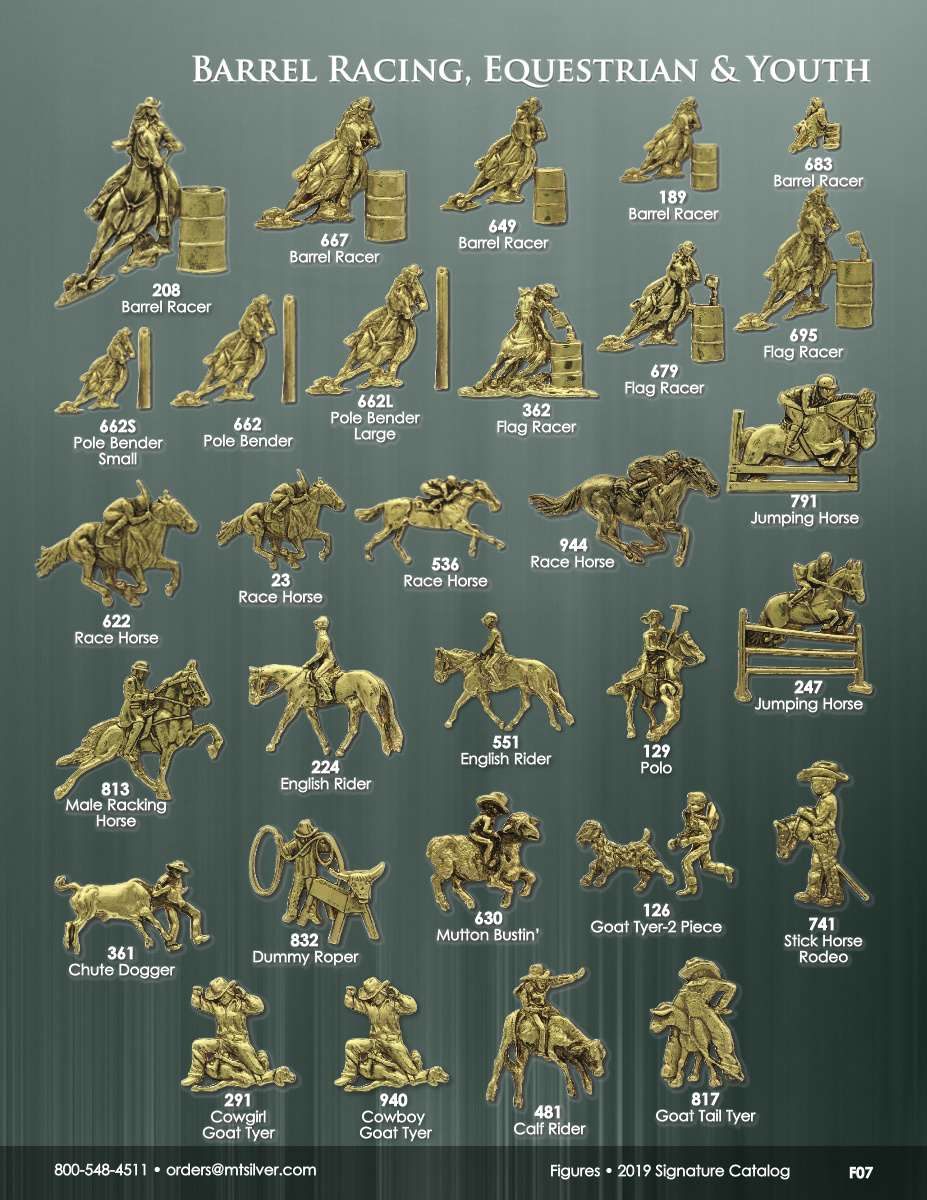 Barrel Racing, Equestrian & Youth
208
Barrel Racer
667
Barrel Racer
649
Barrel Racer
189
Barrel Racer
683
Barrel Racer
662S
Pole Bender
Small
662
Pole Bender
662L
Pole Bender
Large
362
Flag Racer
679
Flag Racer
695
Flag Racer
791
Jumping Horse
622
Race Horse
23
Race Horse
536
Race Horse
944
Race Horse
247
Jumping Horse
813
Male Racking
Horse
224
English Rider
551
English Rider
129
Polo
361
Chute Dogger
832
Dummy Roper
630
Mutton Bustin'
126
Goat Tyer-2 Piece
741
Stick Horse
Rodeo
291
Cowgirl
Goat Tyer
940
Cowboy
Goat Tyer
481
Calf Rider
817
Goat Tail Tyer
800-548-4511 • orders@mtsilver.com
Figures • 2019 Signature Catalog
F07